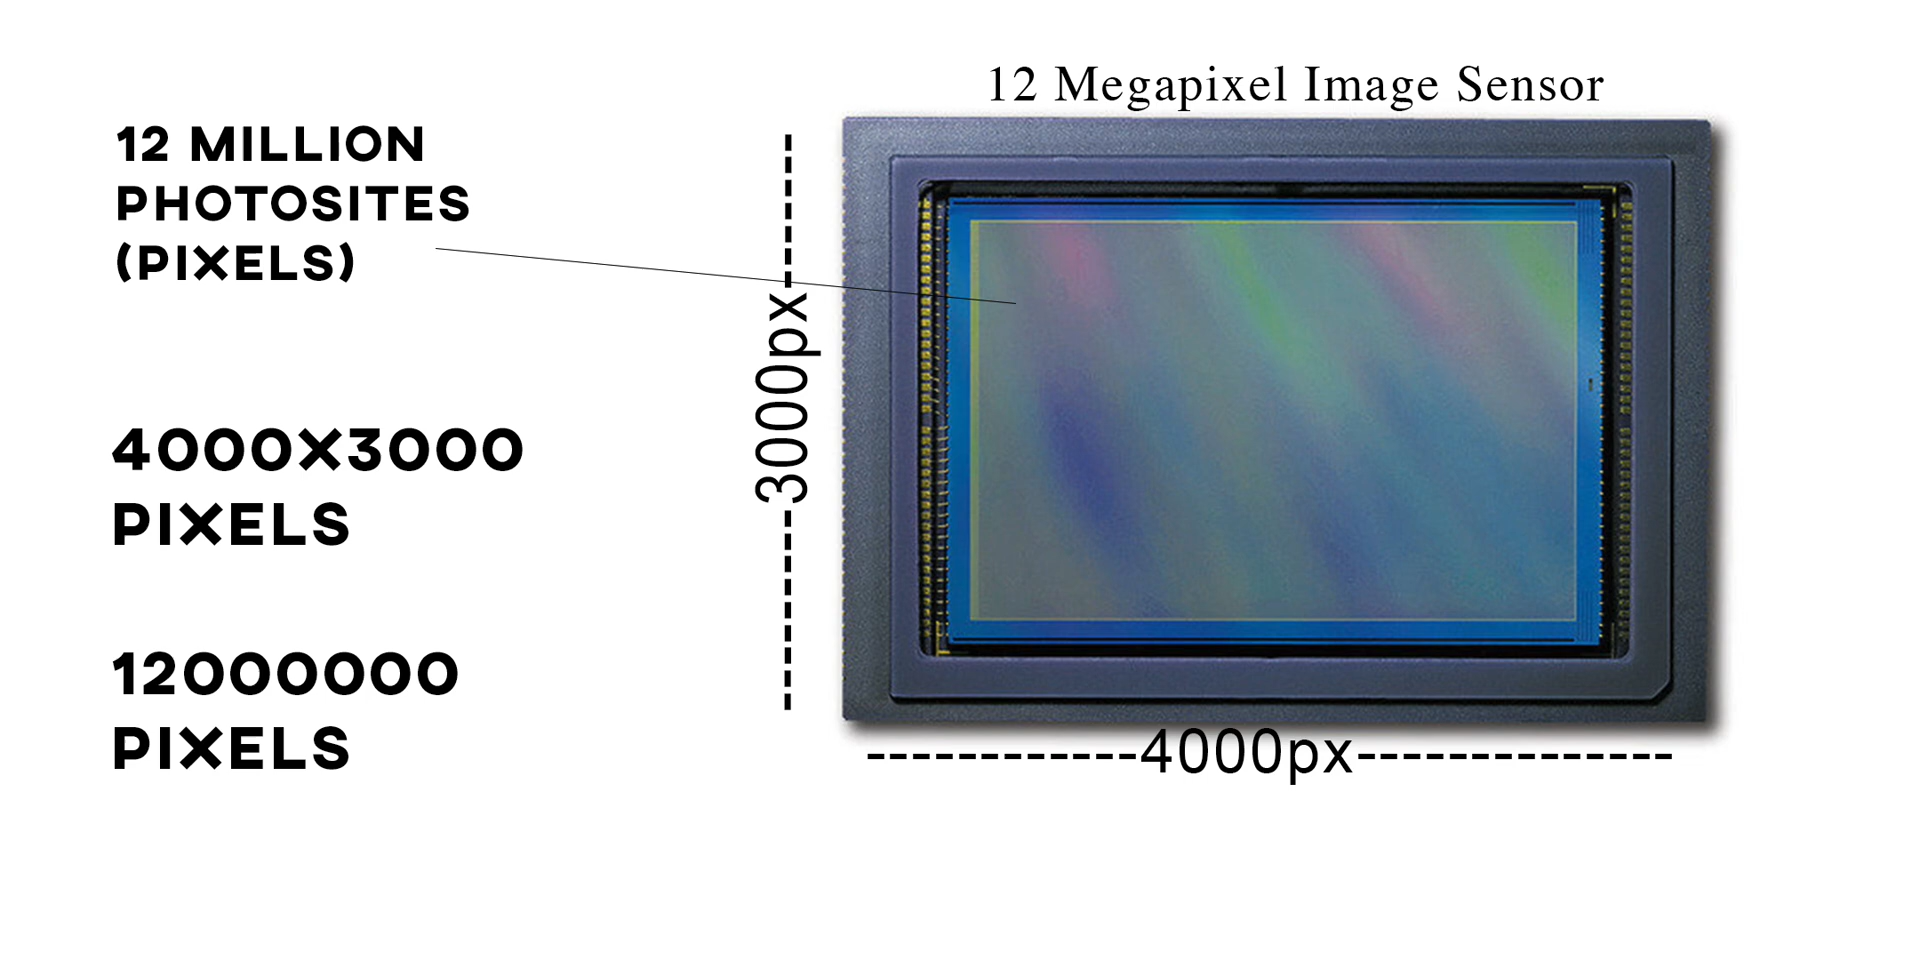 12 Megapixel Image Sensor
12 MILLION
PHOTOSITES
(PIXELS)
4000X3000
PIXELS
12000000
PIXELS
---------3000px---------
------------4000px--------------